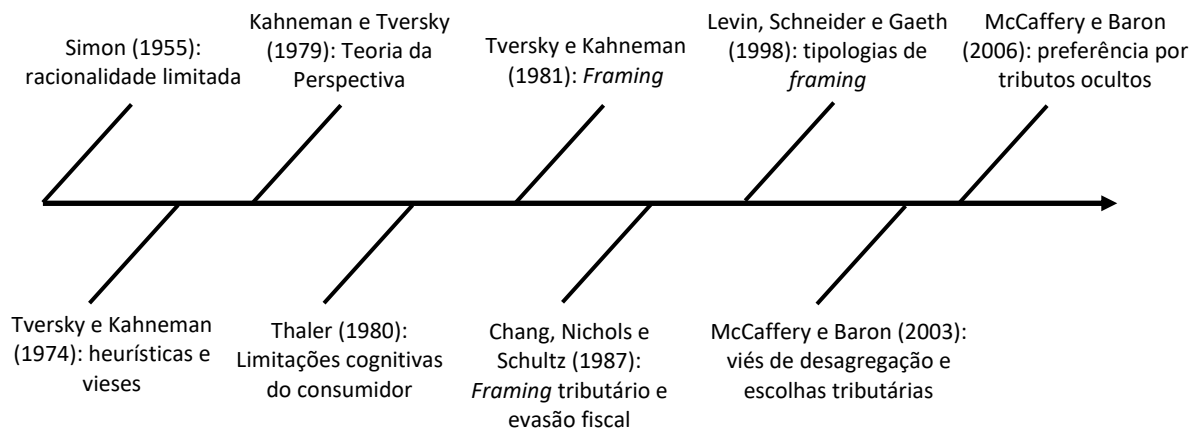 Simon (1955):
racionalidade limitada
Kahneman e Tversky
(1979): Teoria da
Perspectiva
Tversky e Kahneman
(1981): Framing
Levin, Schneider e Gaeth
(1998): tipologias de
framing
McCaffery e Baron
(2006): preferência por
tributos ocultos
Tversky e Kahneman
(1974): heurísticas e
vieses
Thaler (1980):
Limitações cognitivas
do consumidor
Chang, Nichols e
Schultz (1987):
Framing tributário e
evasão fiscal
McCaffery e Baron (2003):
viés de desagregação e
escolhas tributárias